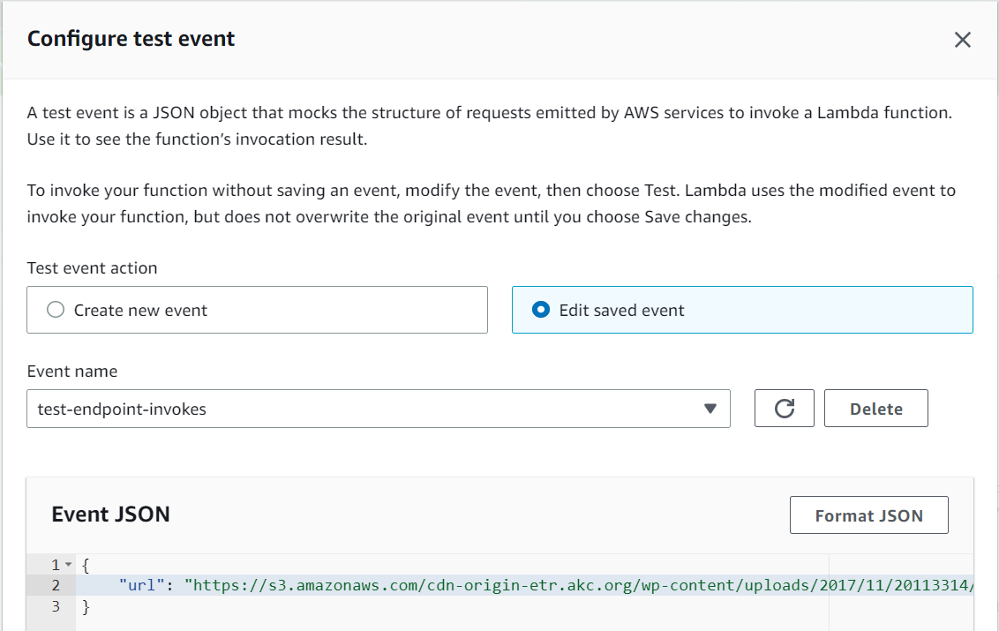 Configure test event
A test event is a JSON object that mocks the structure of requests emitted by AWS services to invoke a Lambda function.
Use it to see the function’s invocation result.
To invoke your function without saving an event, modify the event, then choose Test. Lambda uses the modified event to
invoke your function, but does not overwrite the original event until you choose Save changes.
Test event action
Create new event
Edit saved event
Event name
test-endpoint-invokes
Delete
Event JSON
Format JSON
1 {
2 "url": "https://s3.amazonaws.com/cdn-origin-etr.akc.org/wp-content/uploads/2017/11/20113314/
3 }